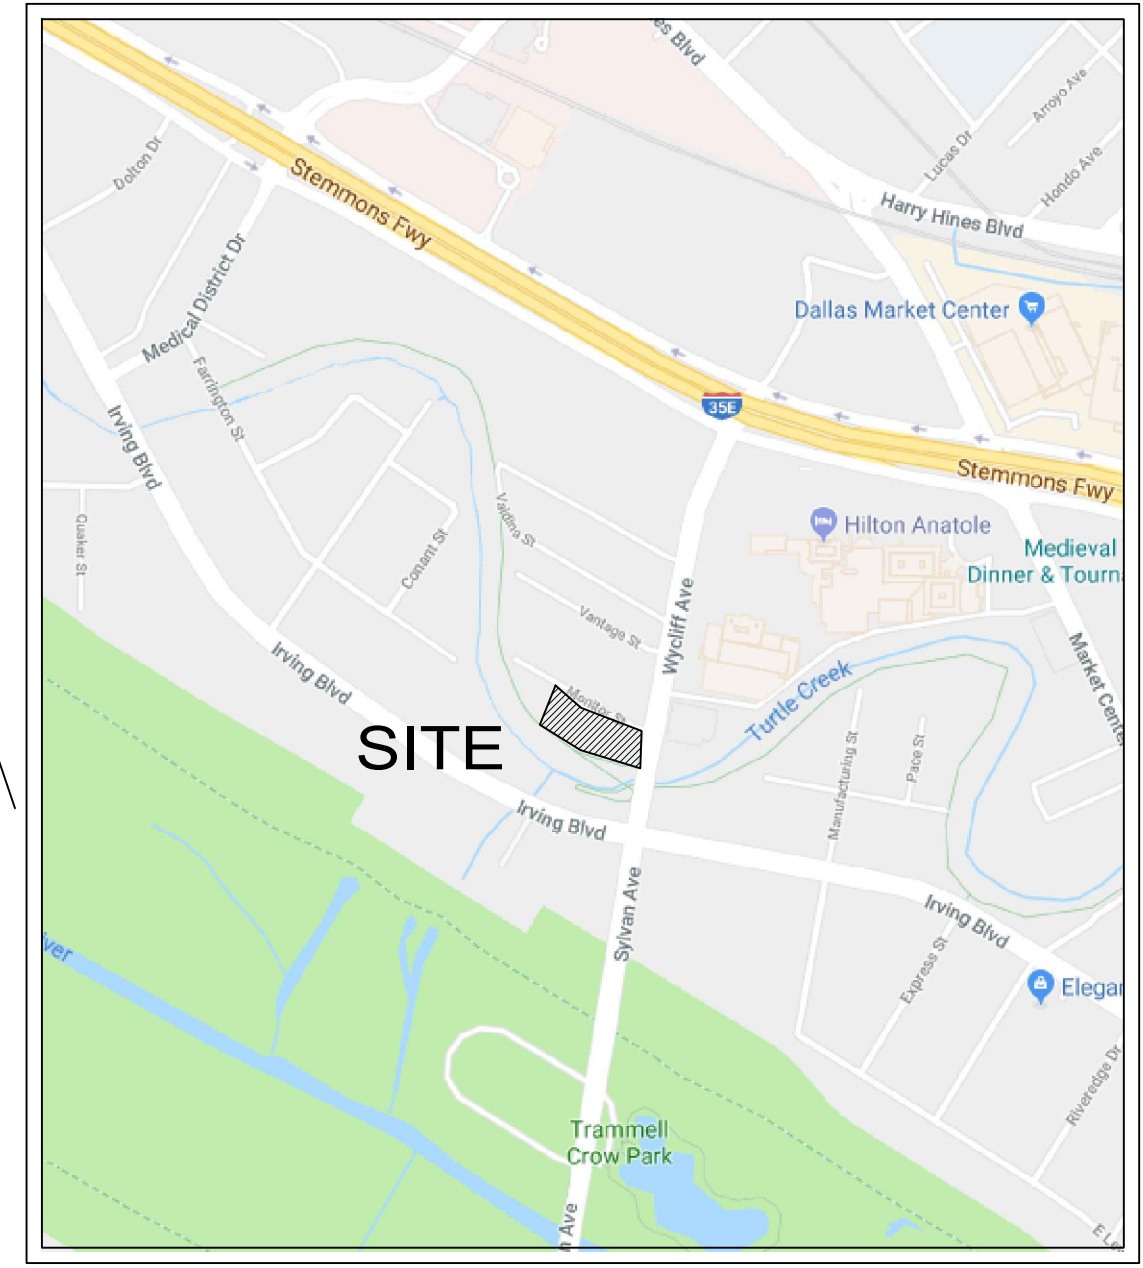 es Blvd
Arroyo Ave
Lucas Dr
Hondo Ave
Dolton Dr
Stemmons Fwy
Harry Hines Blvd
Medical District Dr
Dallas Market Center
Farrington St
35E
Irving Blvd
Stemmons Fwy
Quaker St
Valdina St
Hilton Anatole
Conant St
Medieval
Dinner & Tourna
Vantage St
Wycliff Ave
Irving Blvd
Market Cente
Turtle Creek
Monitor St
SITE
Manufacturing St
Pace St
Irving Blvd
Sylvan Ave
Irving Blvd
iver
Express St
Elegan
Riveredge Dr
Trammell
Crow Park
n Ave